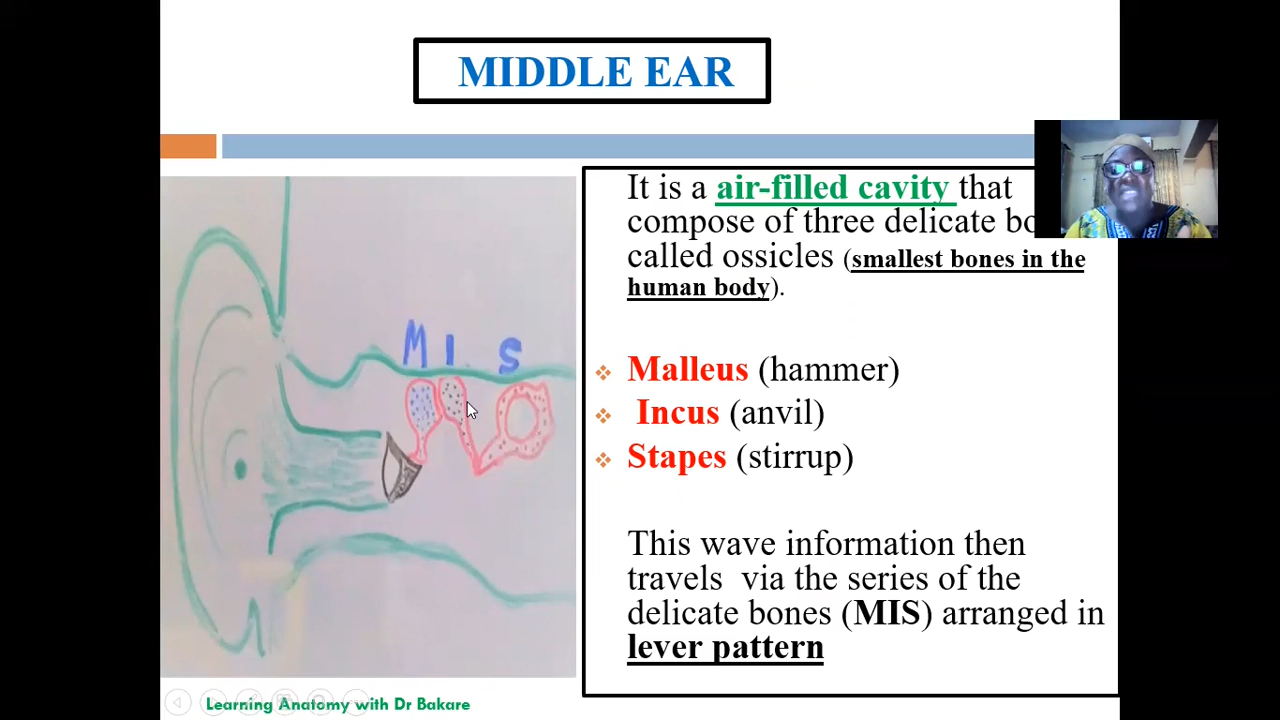 MIDDLE EAR
It is a air-filled cavity that
compose of three delicate
called ossicles (smallest bones in the
human body).
M I S
❖ Malleus (hammer)
❖ Incus (anvil)
❖ Stapes (stirrup)
This wave information then
travels via the series of the
delicate bones (MIS) arranged in
lever pattern
Learning Anatomy with Dr Bakare